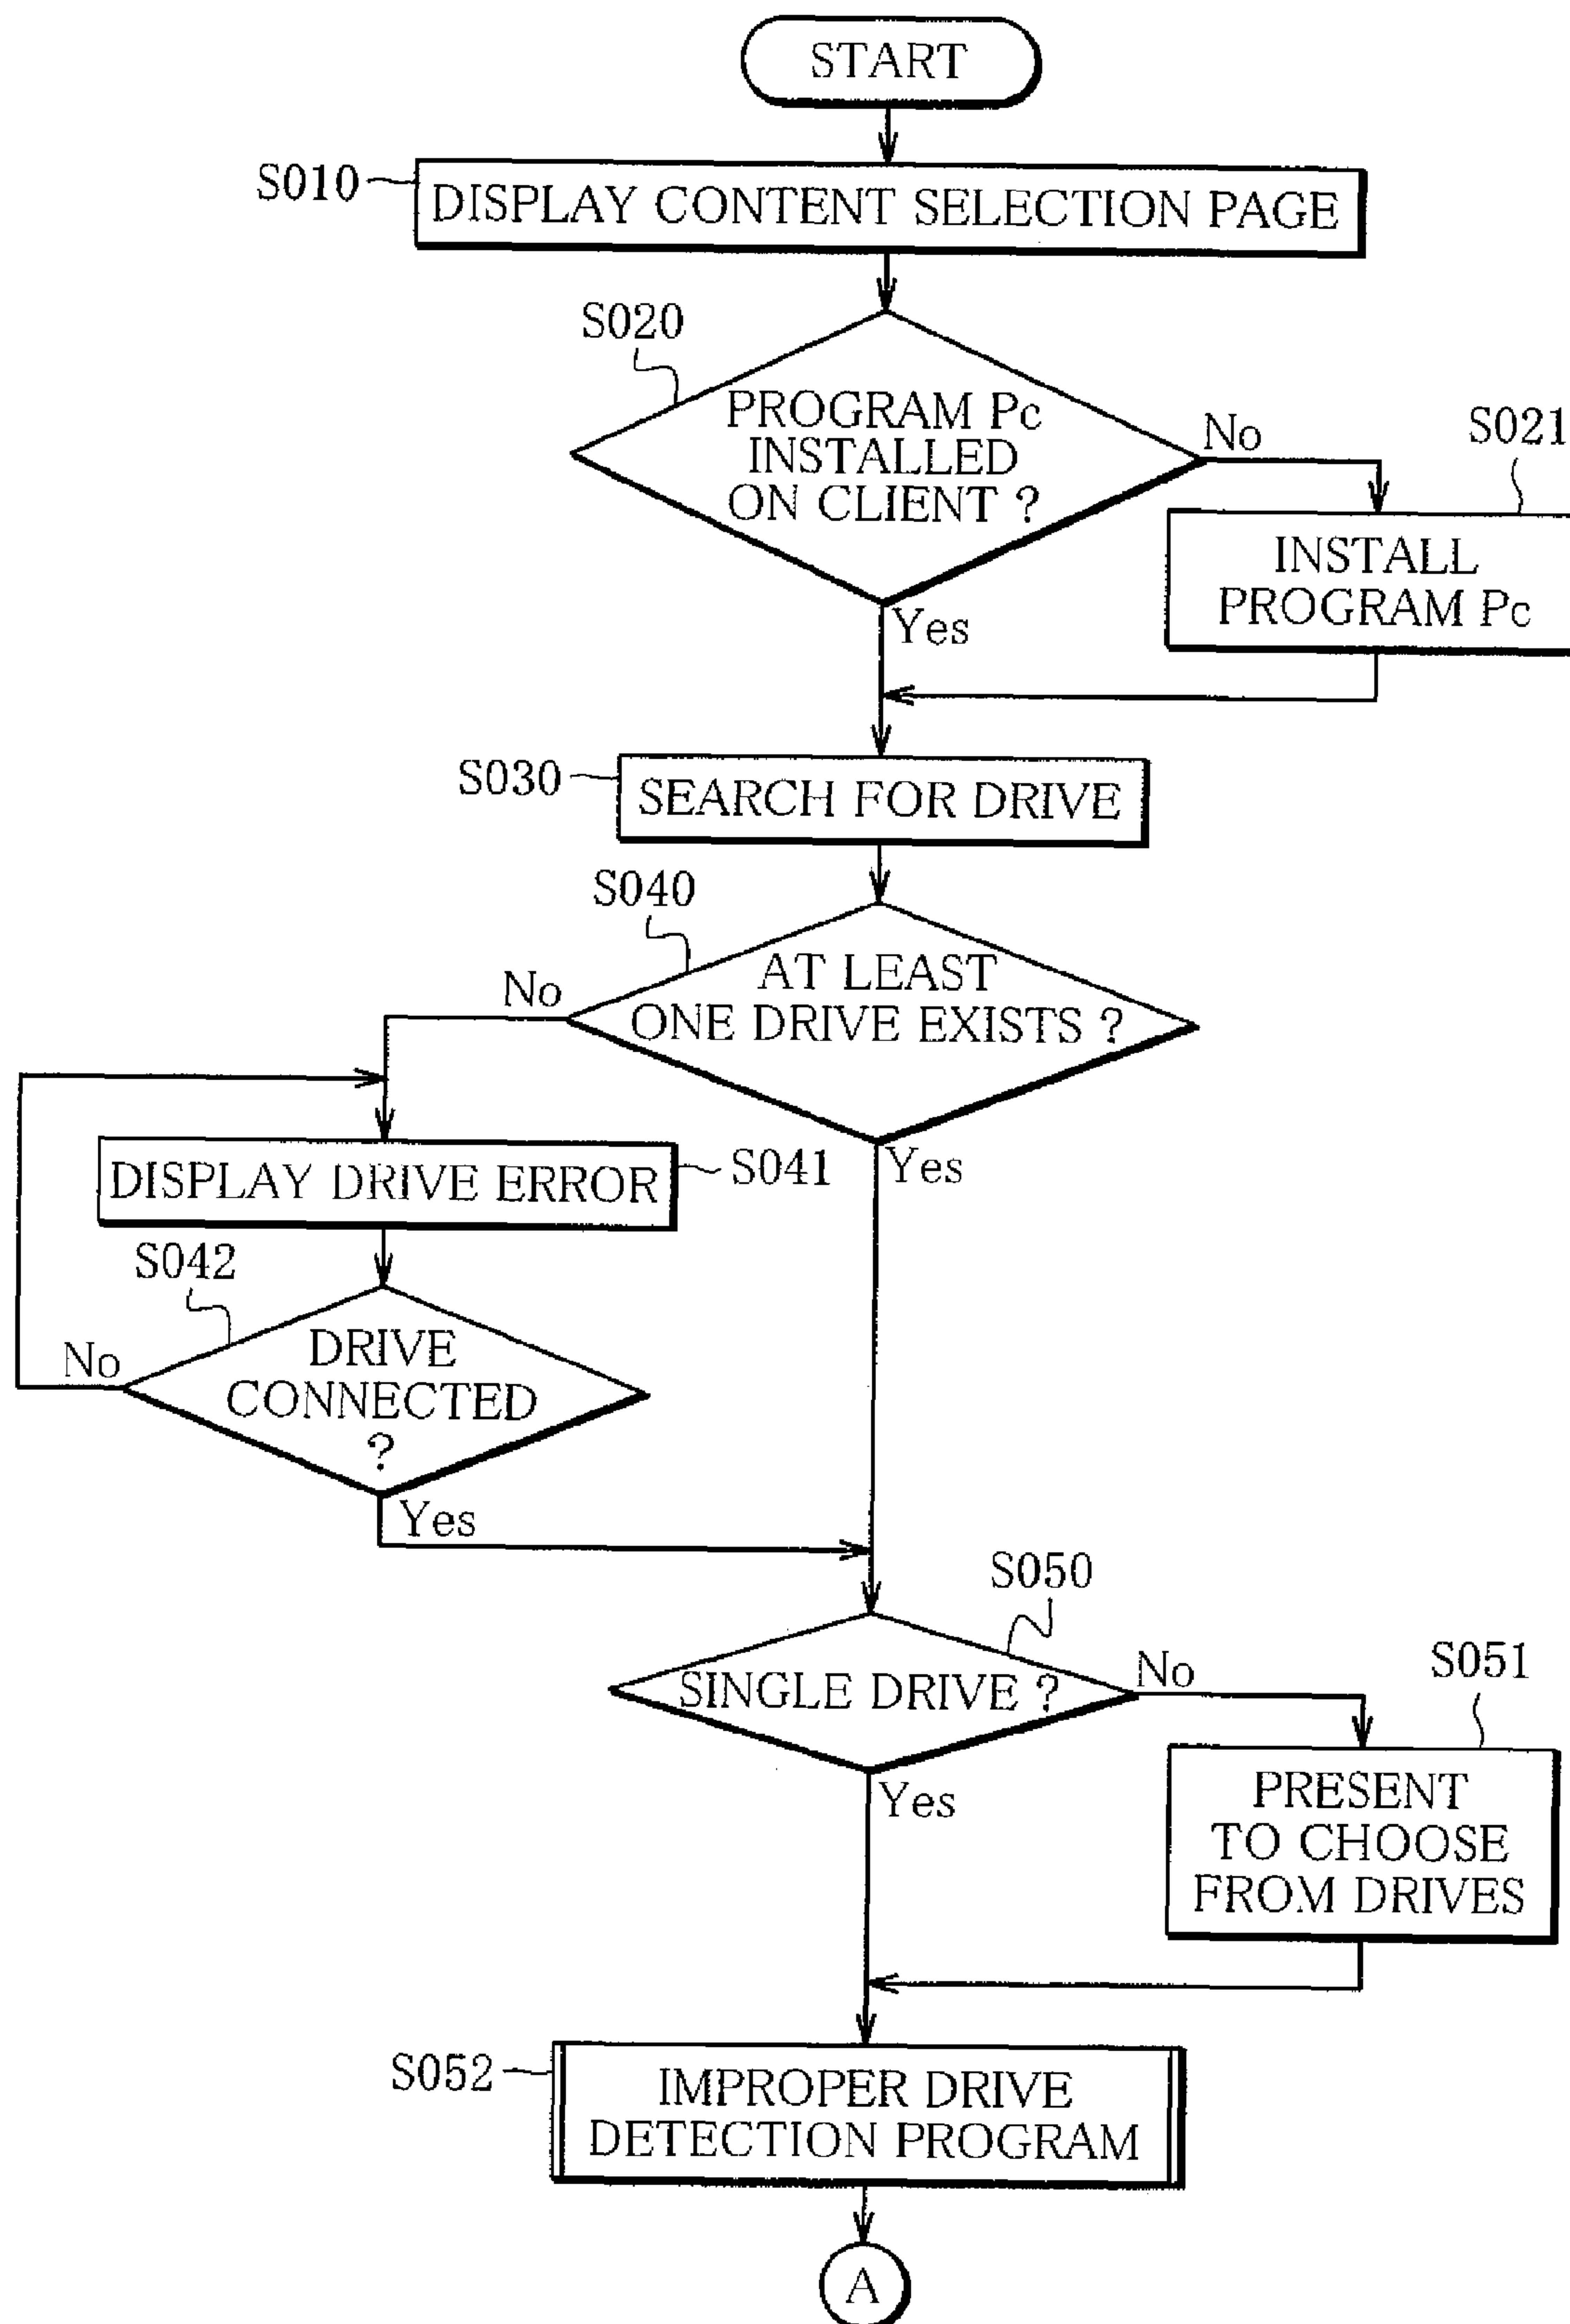 START
S010
DISPLAY CONTENT SELECTION PAGE
S020
PROGRAM Pc
INSTALLED
ON CLIENT ?
No
S021
INSTALL
PROGRAM Pc
Yes
S030
SEARCH FOR DRIVE
S040
AT LEAST
ONE DRIVE EXISTS ?
No
Yes
DISPLAY DRIVE ERROR
S041
S042
DRIVE
CONNECTED
?
No
Yes
S050
SINGLE DRIVE ?
No
S051
PRESENT
TO CHOOSE
FROM DRIVES
Yes
S052
IMPROPER DRIVE
DETECTION PROGRAM
A